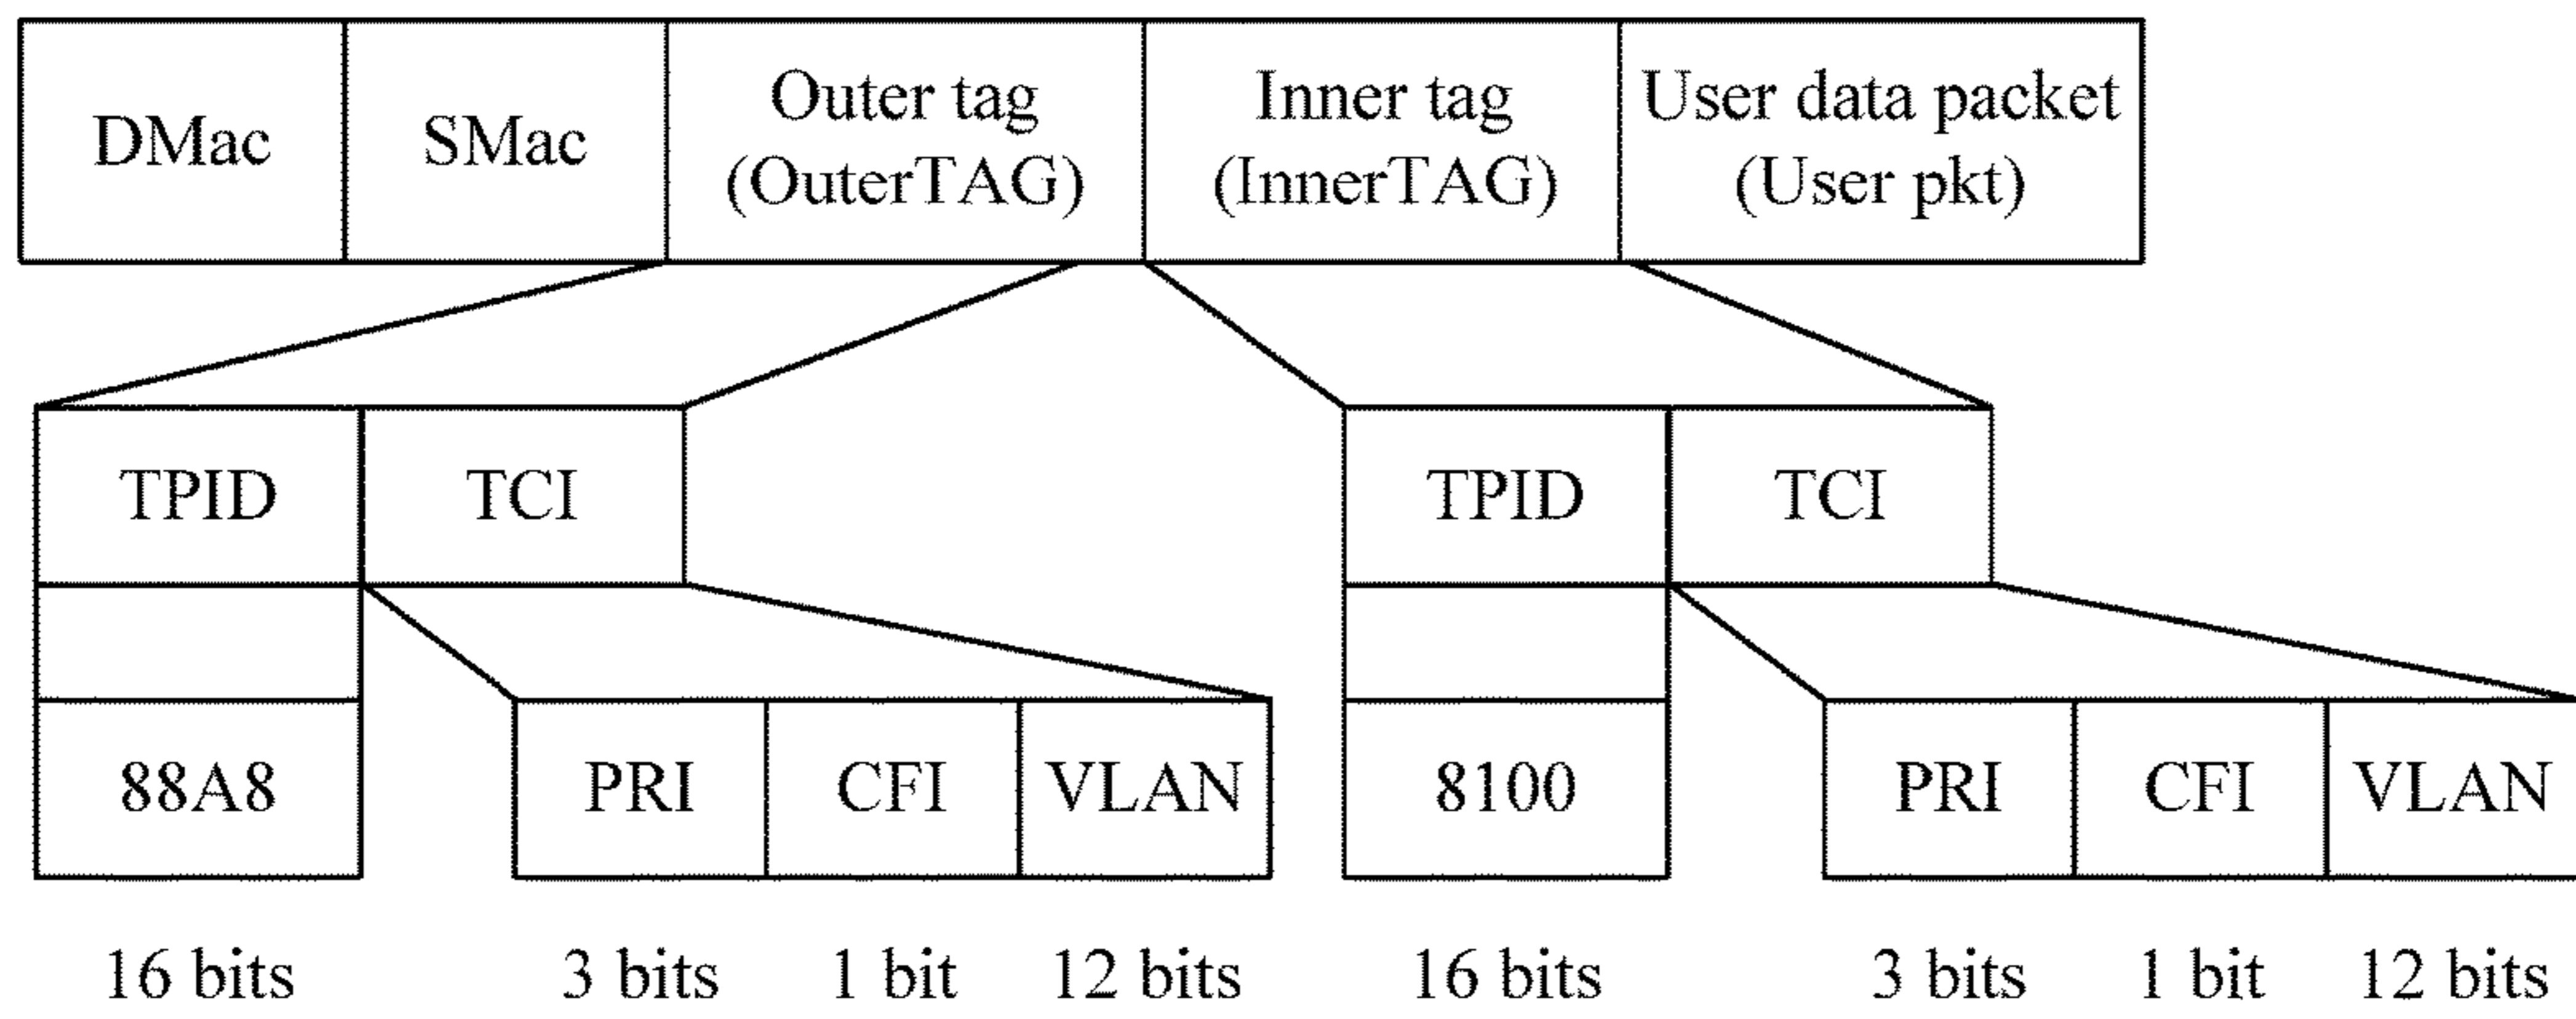 DMac
SMac
Outer tag
(OuterTAG)
Inner tag
(InnerTAG)
User data packet
(User pkt)
TPID
TCI
TPID
TCI
88A8
PRI
CFI
VLAN
8100
PRI
CFI
VLAN
16 bits
3 bits
1 bit
12 bits
16 bits
3 bits
1 bit
12 bits